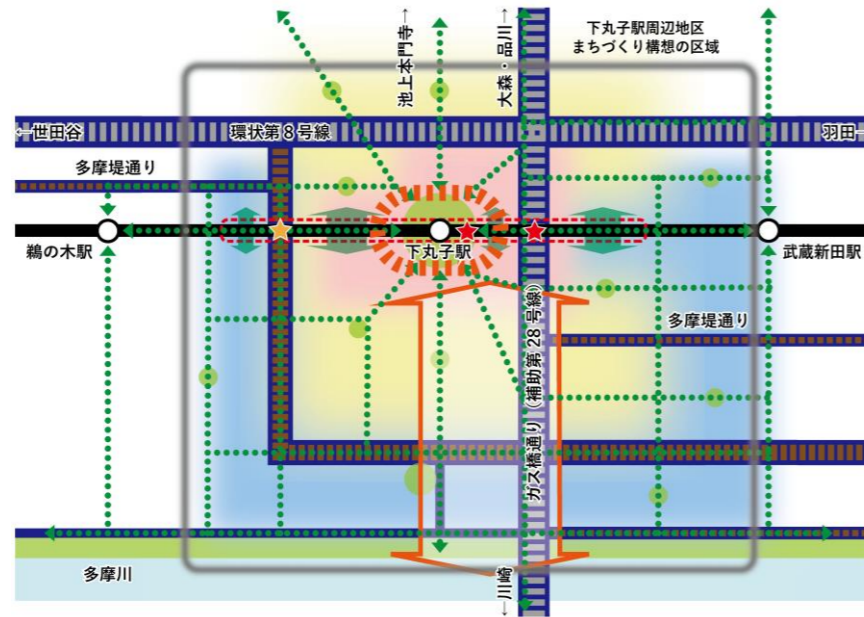 下丸子駅周辺地区
まちづくり構想の区域
池上本門寺→
大森・品川→
←世田谷
環状第8号線
羽田→
多摩堤通り
鵜の木駅
下丸子駅
武蔵新田駅
多摩堤通り
ガス橋通り(補助第28号線)
多摩川
←川崎